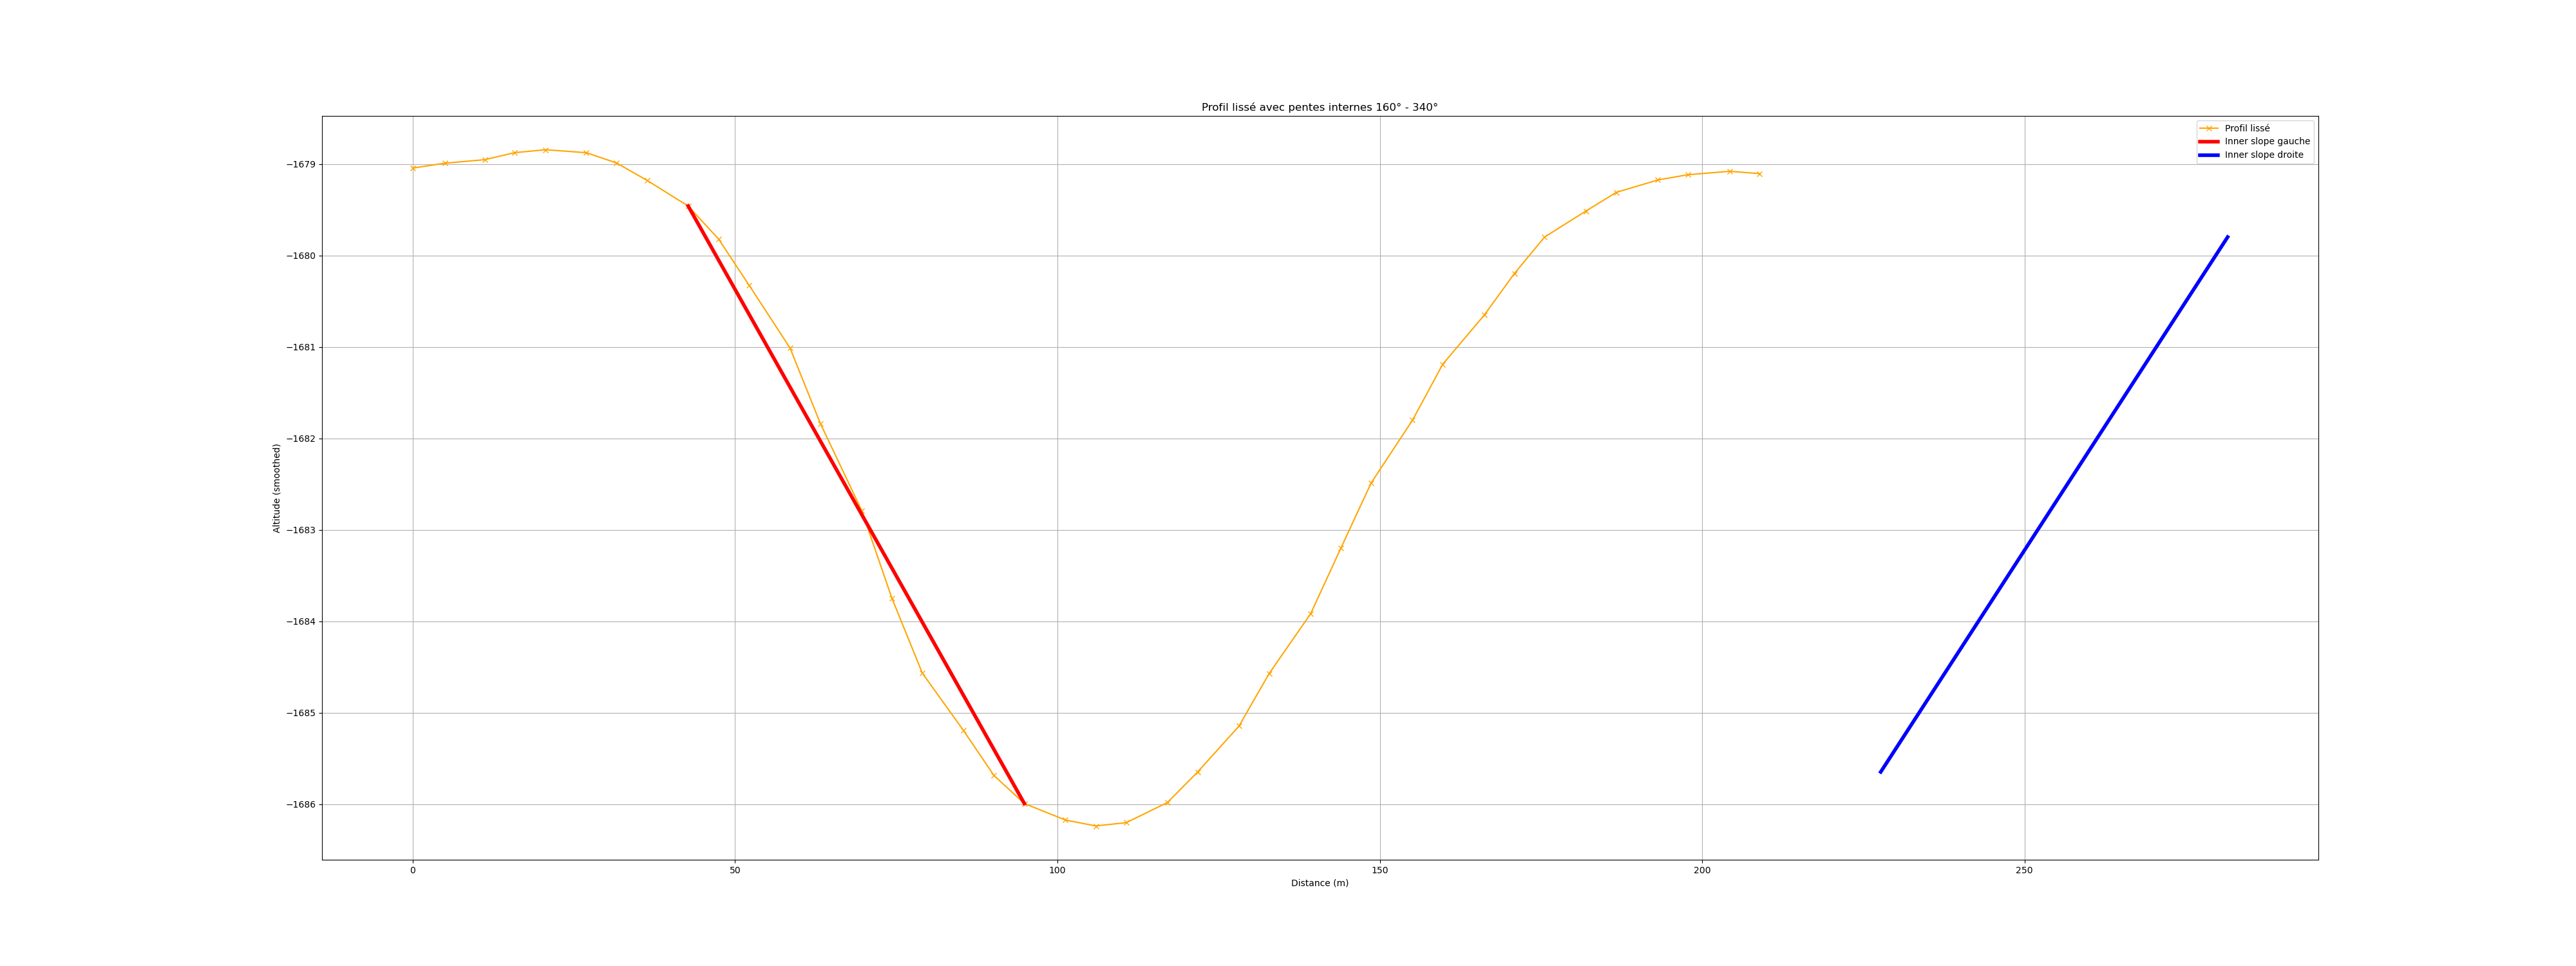 Profil lissé avec pentes internes 160° - 340°
Profil lissé
Inner slope gauche
Inner slope droite
−1679
−1680
−1681
−1682
−1683
−1684
−1685
−1686
Altitude (smoothed)
0 50 100 150 200 250
Distance (m)